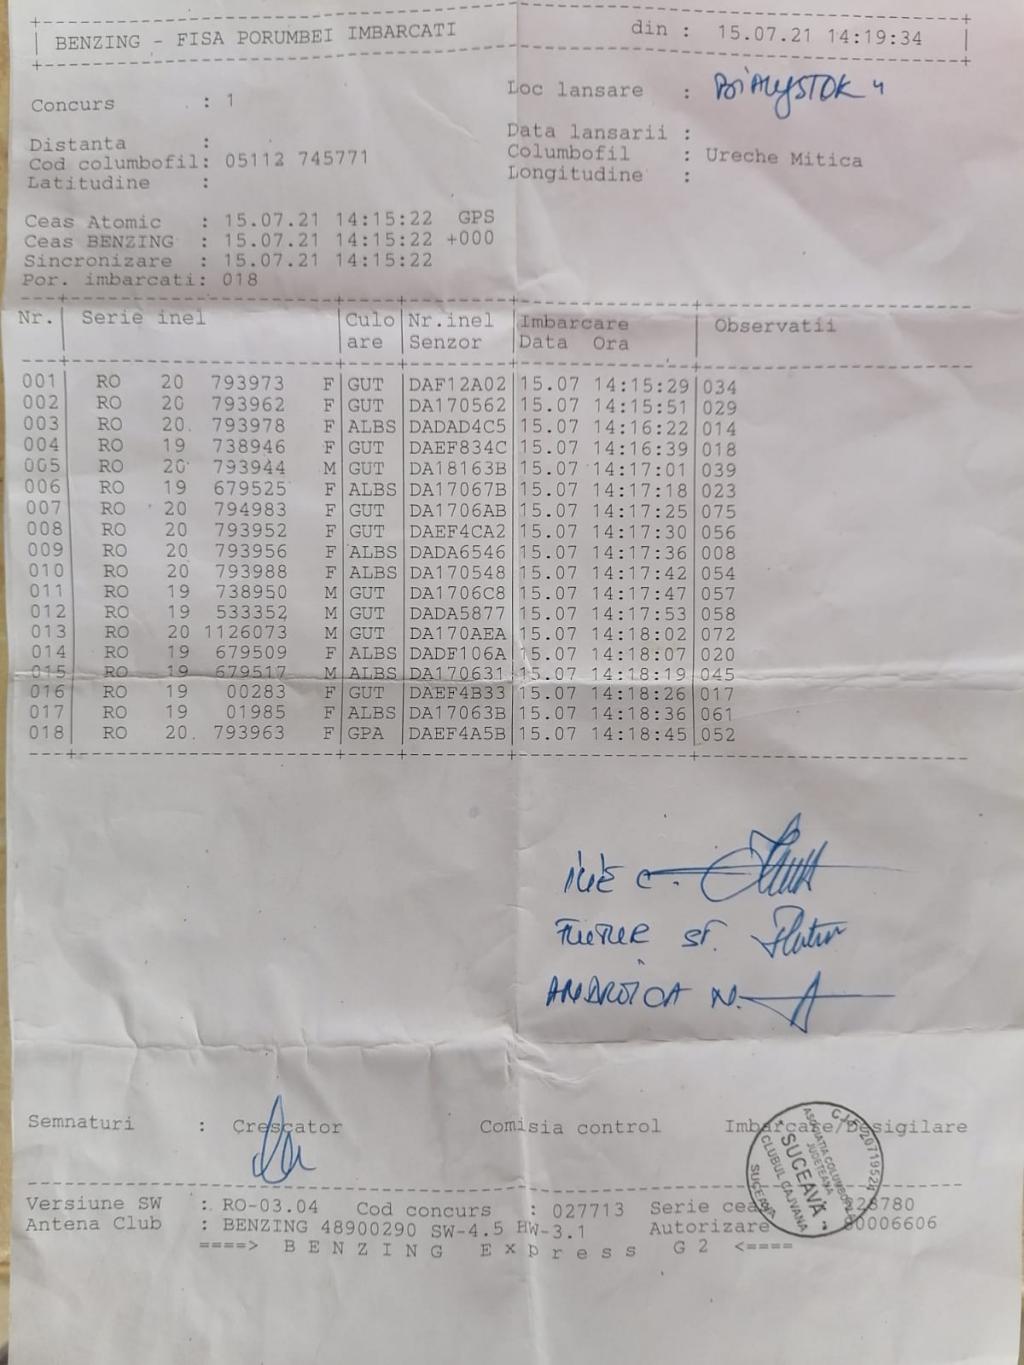 BENZING - FISA PORUMBEI IMBARCATI din : 15.07.21 14:19:34
Concurs : 1 Loc lansare : BIALYSTOK 4
Distanta : Data lansarii :
Cod columbofil: 05112 745771 Columbofil : Ureche Mitica
Latitudine : Longitudine :
Ceas Atomic : 15.07.21 14:15:22 GPS
Ceas BENZING : 15.07.21 14:15:22 +000
Sincronizare : 15.07.21 14:15:22
Por. imbarcati: 018
Nr. Serie inel Culo Nr.inel Imbarcare Observatii
are Senzor Data Ora
001 RO 20 793973 F GUT DAF12A02 15.07 14:15:29 034
002 RO 20 793962 F GUT DA170562 15.07 14:15:51 029
003 RO 20 793978 F ALBS DADAD4C5 15.07 14:16:22 014
004 RO 19 738946 F GUT DAEF834C 15.07 14:16:39 018
005 RO 20 793944 M GUT DA18163B 15.07 14:17:01 039
006 RO 19 679525 F ALBS DA17067B 15.07 14:17:18 023
007 RO 20 794983 F GUT DA1706AB 15.07 14:17:25 075
008 RO 20 793952 F GUT DAEF4CA2 15.07 14:17:30 056
009 RO 20 793956 F ALBS DADA6546 15.07 14:17:36 008
010 RO 20 793988 F ALBS DA170548 15.07 14:17:42 054
011 RO 19 738950 M GUT DA1706C8 15.07 14:17:47 057
012 RO 19 533352 M GUT DADA5877 15.07 14:17:53 058
013 RO 20 1126073 M GUT DA170AEA 15.07 14:18:02 072
014 RO 19 679509 F ALBS DADF106A 15.07 14:18:07 020
015 RO 19 679517 M ALBS DA170631 15.07 14:18:19 045
016 RO 19 00283 F GUT DAEF4B33 15.07 14:18:26 017
017 RO 19 01985 F ALBS DA17063B 15.07 14:18:36 061
018 RO 20 793963 F GPA DAEF4A5B 15.07 14:18:45 052
ILIE C.
SF.
N.
Semnaturi : Crescator Comisia control Imbarcare/Desigilare
ASOCIATIA COLUMBOFILA
JUDETEANA
SUCEAVA
CLUBUL CAJVANA
SUCEAVA
Versiune SW : RO-03.04 Cod concurs : 027713 Serie ceas 28780
Antena Club : BENZING 48900290 SW-4.5 HW-3.1 Autorizare 00006606
====> BENZING Express G2 <====